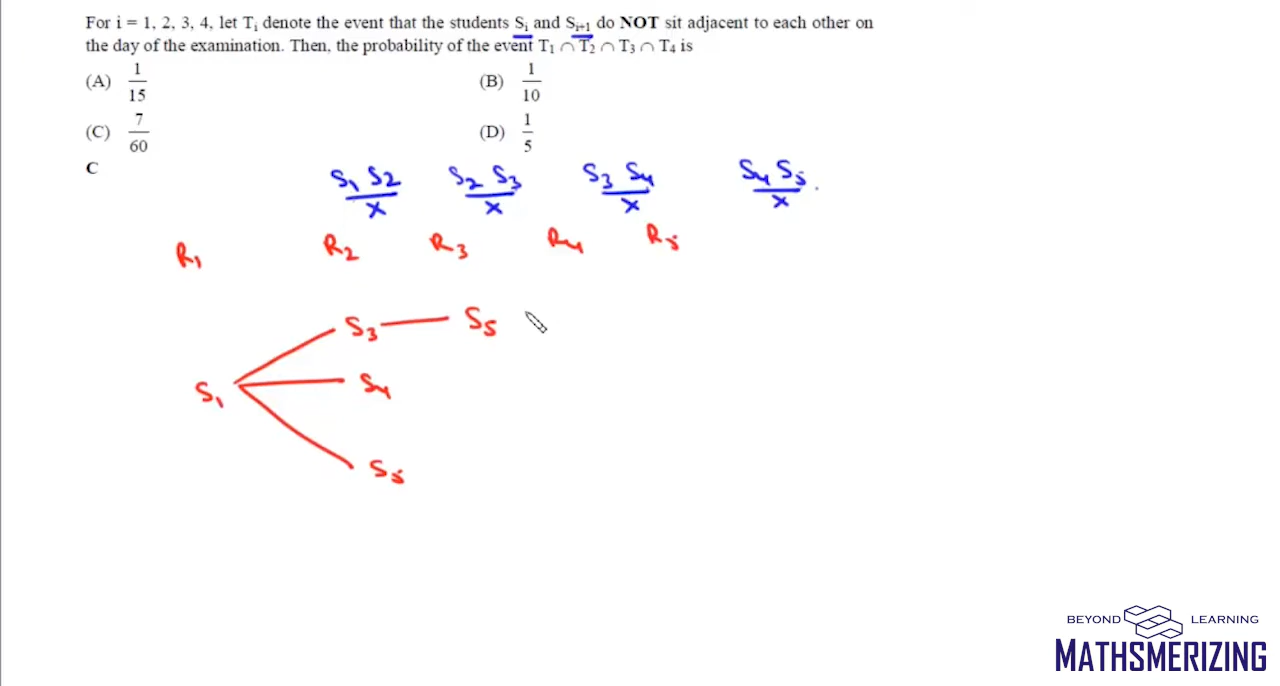 For i = 1, 2, 3, 4, let Tᵢ denote the event that the students Sᵢ and Sᵢ₊₁ do NOT sit adjacent to each other on
the day of the examination. Then, the probability of the event T₁ ∩ T₂ ∩ T₃ ∩ T₄ is
(A) 1/15 (B) 1/10
(C) 7/60 (D) 1/5
C
S₁ S₂ S₂ S₃ S₃ S₄ S₄ S₅ .
x x x x
R₁ R₂ R₃ R₄ R₅
S₃ S₅
S₁ S₄
S₅
BEYOND LEARNING
MATHSMERIZING